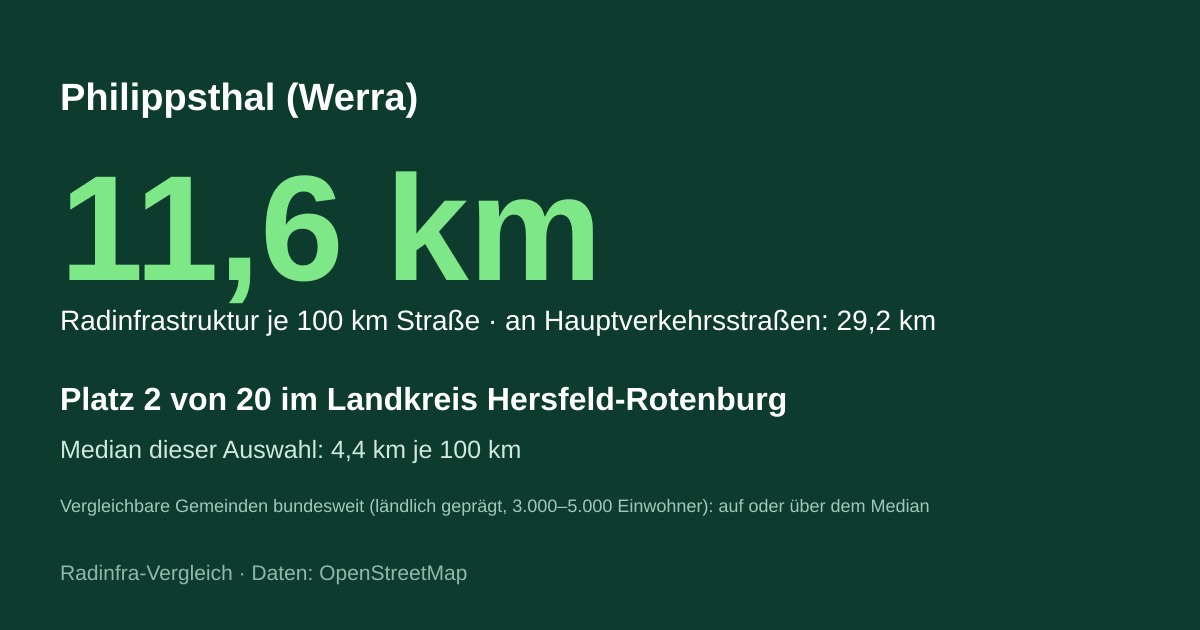 Philippsthal (Werra)
11,6 km
Radinfrastruktur je 100 km Straße · an Hauptverkehrsstraßen: 29,2 km
Platz 2 von 20 im Landkreis Hersfeld-Rotenburg
Median dieser Auswahl: 4,4 km je 100 km
Vergleichbare Gemeinden bundesweit (ländlich geprägt, 3.000–5.000 Einwohner): auf oder über dem Median
Radinfra-Vergleich · Daten: OpenStreetMap